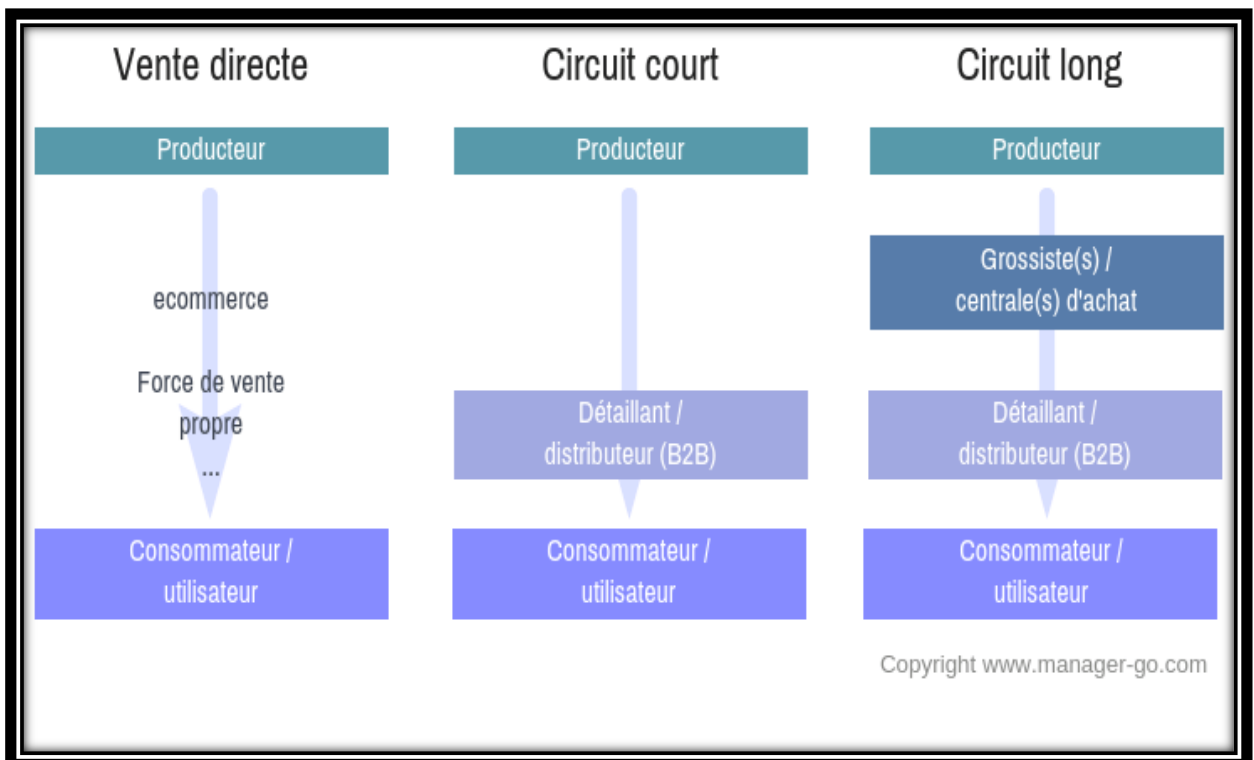 Vente directe
Producteur
ecommerce
Force de vente
propre
...
Consommateur /
utilisateur
Circuit court
Producteur
Détaillant /
distributeur (B2B)
Consommateur /
utilisateur
Circuit long
Producteur
Grossiste(s) /
centrale(s) d'achat
Détaillant /
distributeur (B2B)
Consommateur /
utilisateur
Copyright www.manager-go.com